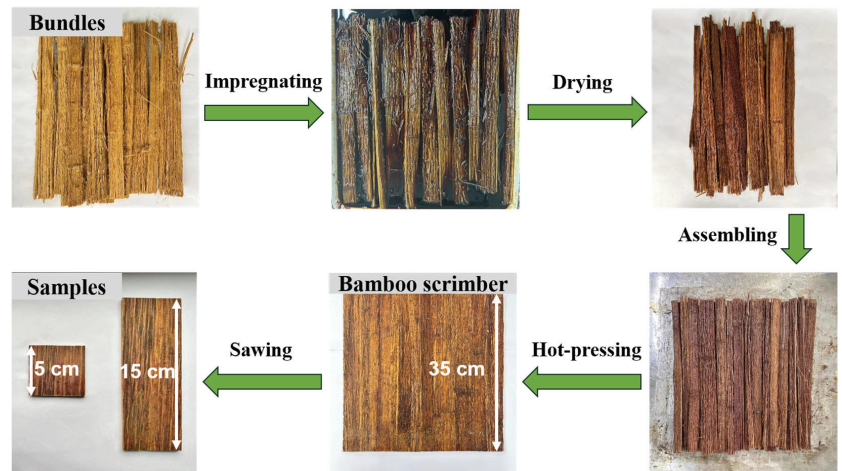 Bundles
Impregnating
Drying
Assembling
Samples
Bamboo scrimber
5 cm
15 cm
Sawing
35 cm
Hot-pressing